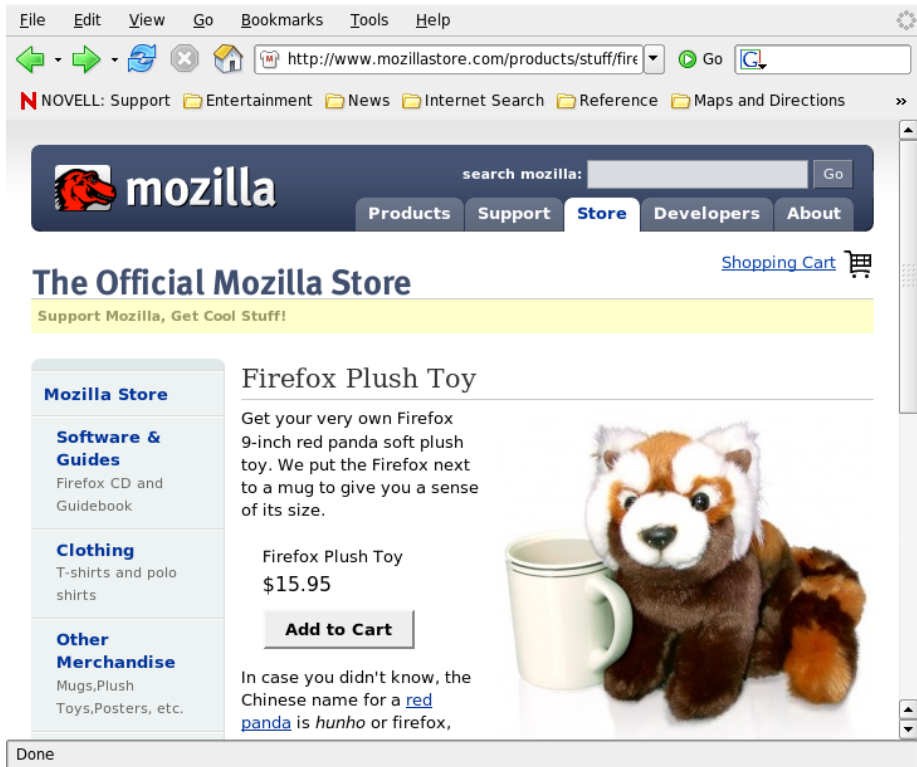 File Edit View Go Bookmarks Tools Help
http://www.mozillastore.com/products/stuff/fire Go G
N NOVELL: Support Entertainment News Internet Search Reference Maps and Directions »
mozilla
search mozilla: Go
Products Support Store Developers About
The Official Mozilla Store
Shopping Cart
Support Mozilla, Get Cool Stuff!
Mozilla Store
Software &
Guides
Firefox CD and
Guidebook
Clothing
T-shirts and polo
shirts
Other
Merchandise
Mugs,Plush
Toys,Posters, etc.
Firefox Plush Toy
Get your very own Firefox
9-inch red panda soft plush
toy. We put the Firefox next
to a mug to give you a sense
of its size.
Firefox Plush Toy
$15.95
Add to Cart
In case you didn't know, the
Chinese name for a red
panda is hunho or firefox,
Done